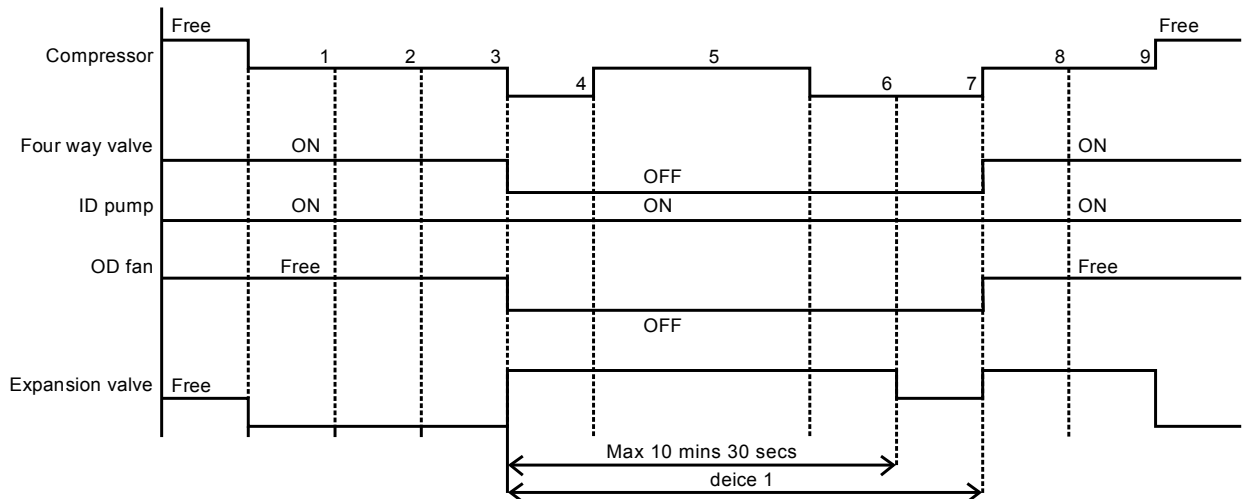 Free
Free
Compressor
1
2
3
4
5
6
7
8
9
Four way valve
ON
OFF
ON
ID pump
ON
ON
ON
OD fan
Free
OFF
Free
Expansion valve
Free
Max 10 mins 30 secs
deice 1